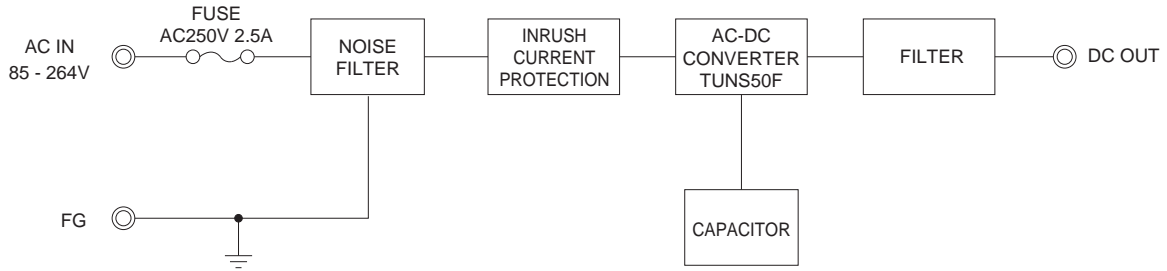 FUSE
AC250V 2.5A
AC IN
85 - 264V
NOISE
FILTER
INRUSH
CURRENT
PROTECTION
AC-DC
CONVERTER
TUNS50F
FILTER
DC OUT
FG
CAPACITOR